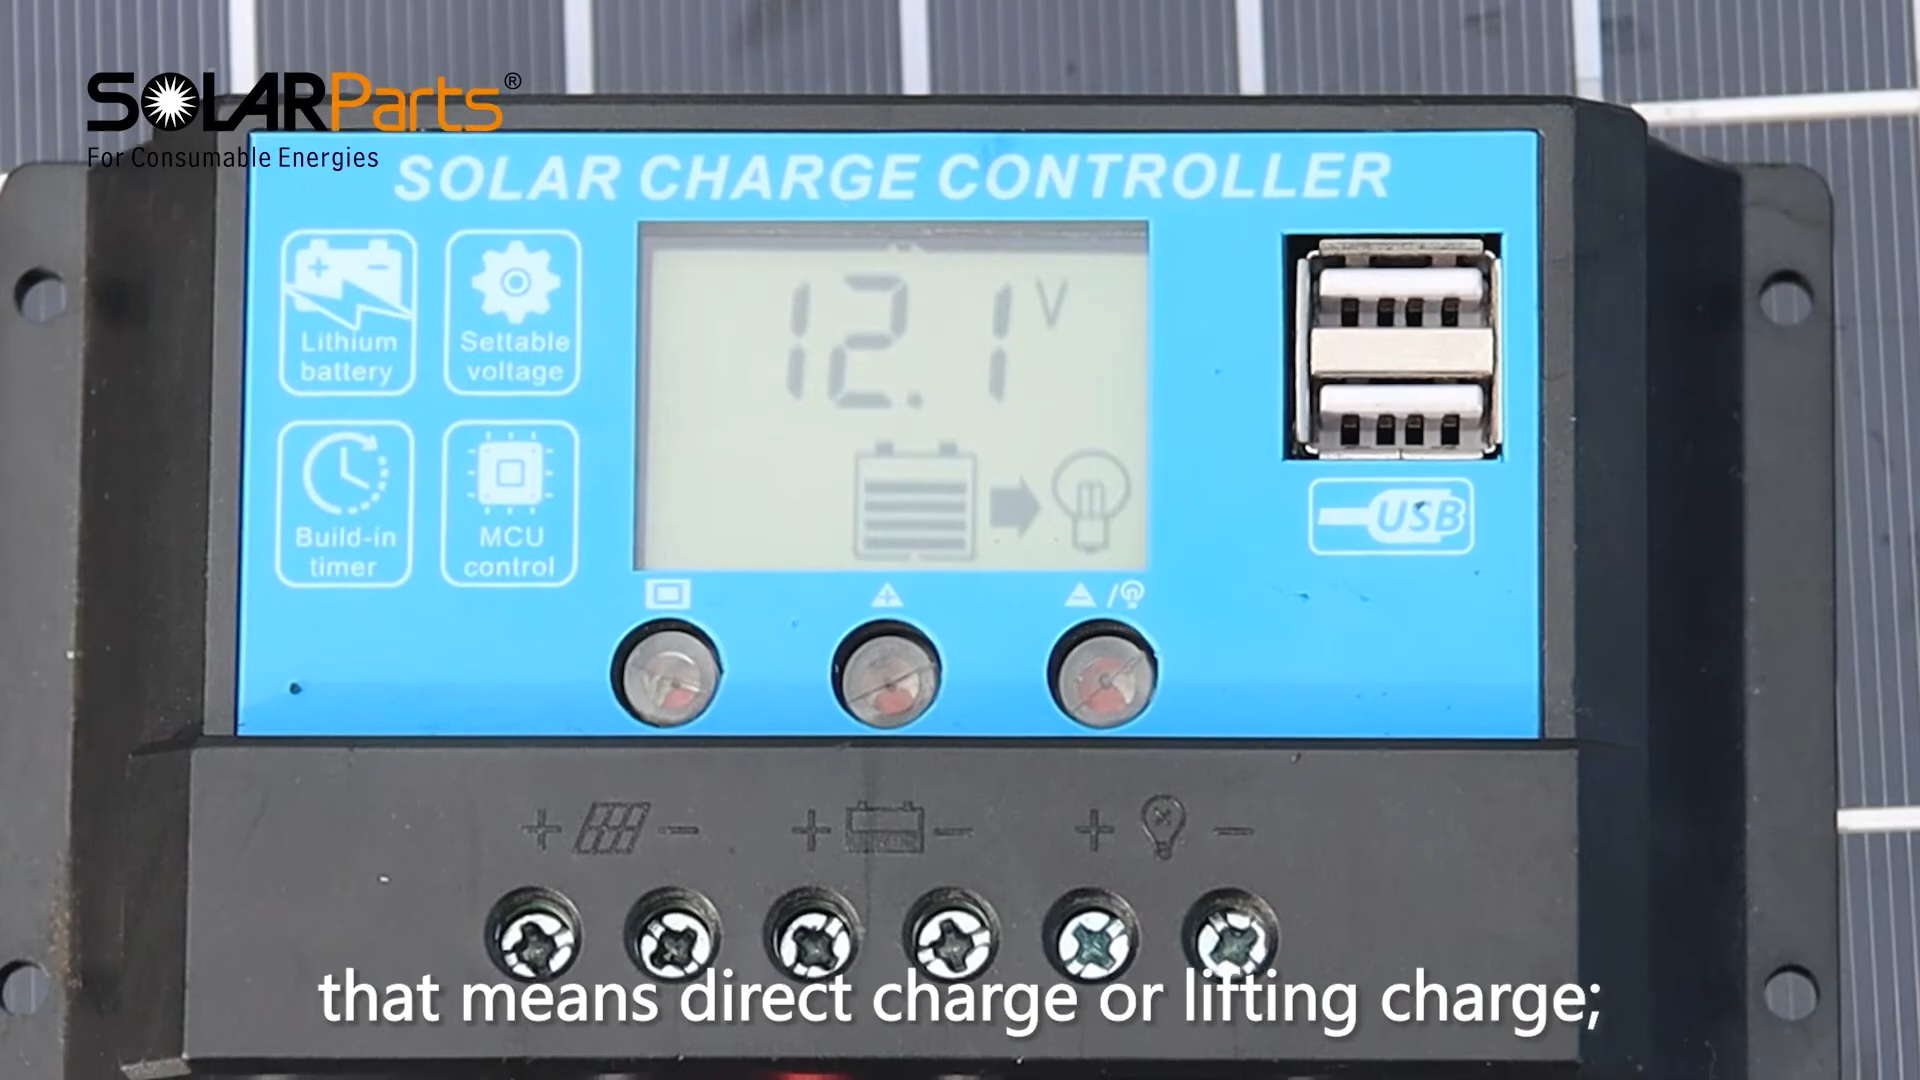 SOLARParts®
For Consumable Energies
SOLAR CHARGE CONTROLLER
Lithium
battery
Settable
voltage
12.1 V
Build-in
timer
MCU
control
USB
+ −
+ −
+ −
that means direct charge or lifting charge;